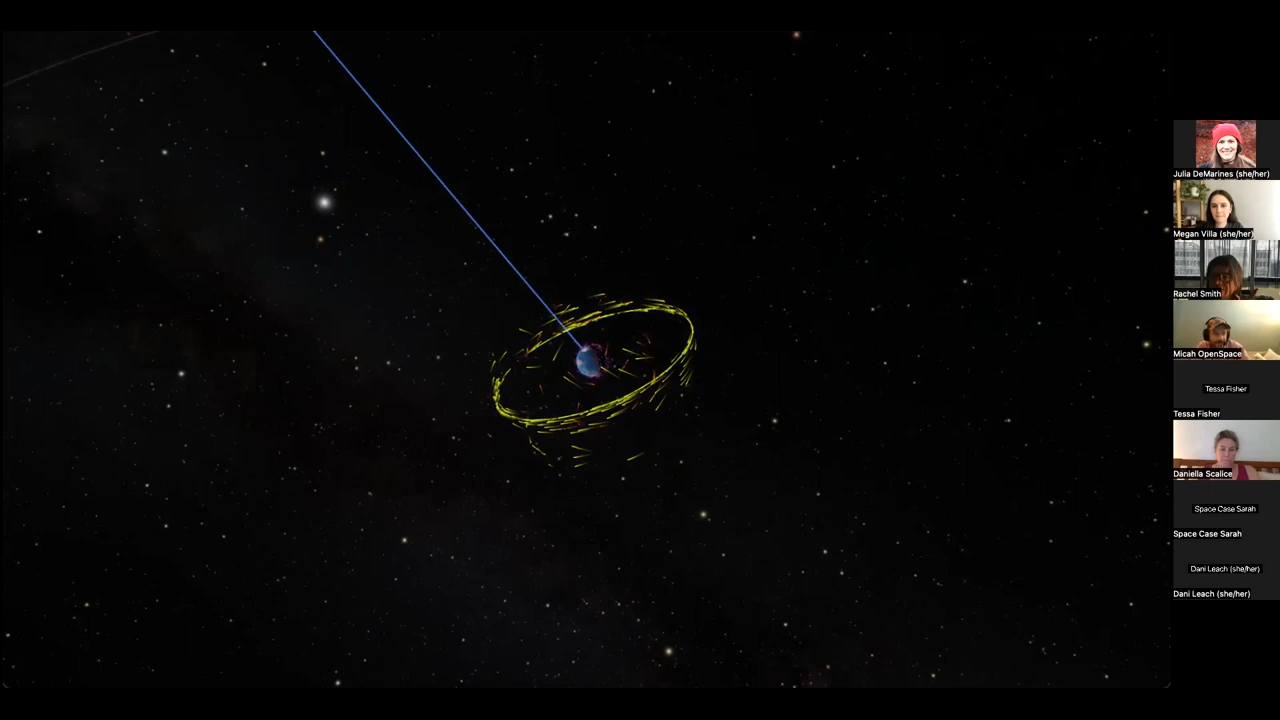 Julia DeMarines (she/her)
Megan Villa (she/her)
Rachel Smith
Micah OpenSpace
Tessa Fisher
Tessa Fisher
Daniella Scalice
Space Case Sarah
Space Case Sarah
Dani Leach (she/her)
Dani Leach (she/her)